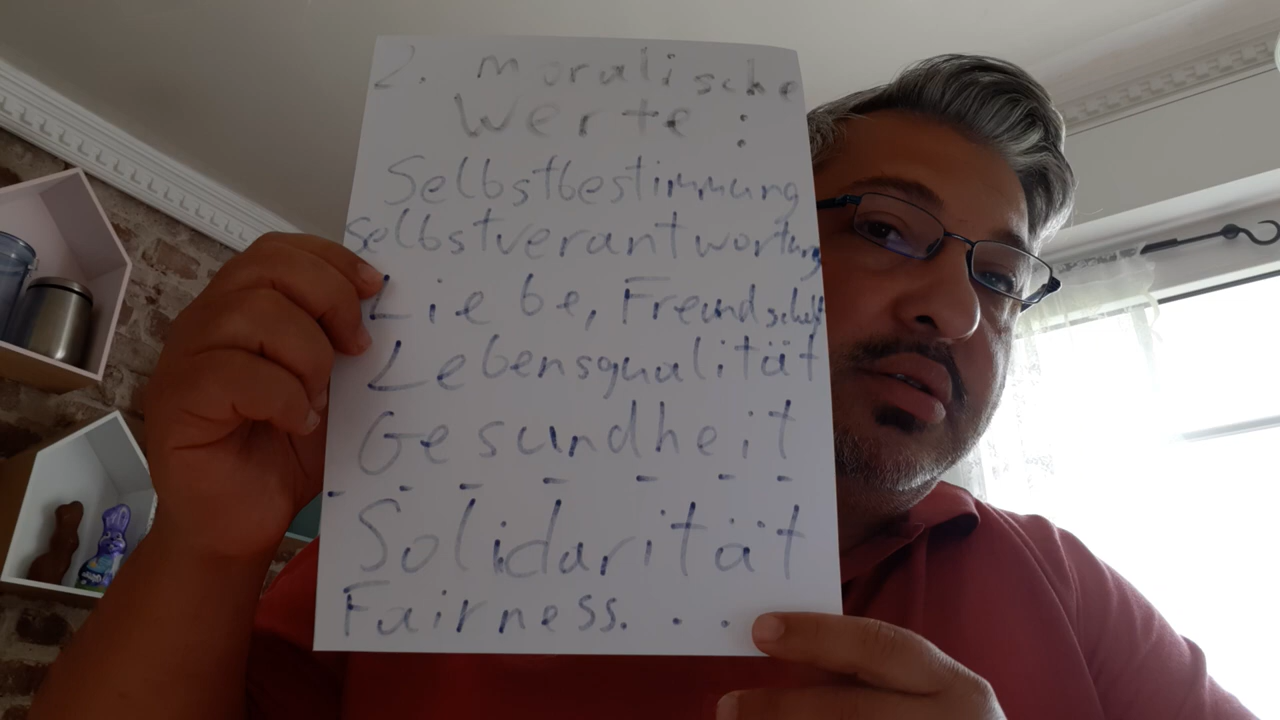 2. moralische
Werte:
Selbstbestimmung
Selbstverantwortung
Liebe, Freundschaft
Lebensqualität
Gesundheit
- - - - - - -
Solidarität
Fairness. . .